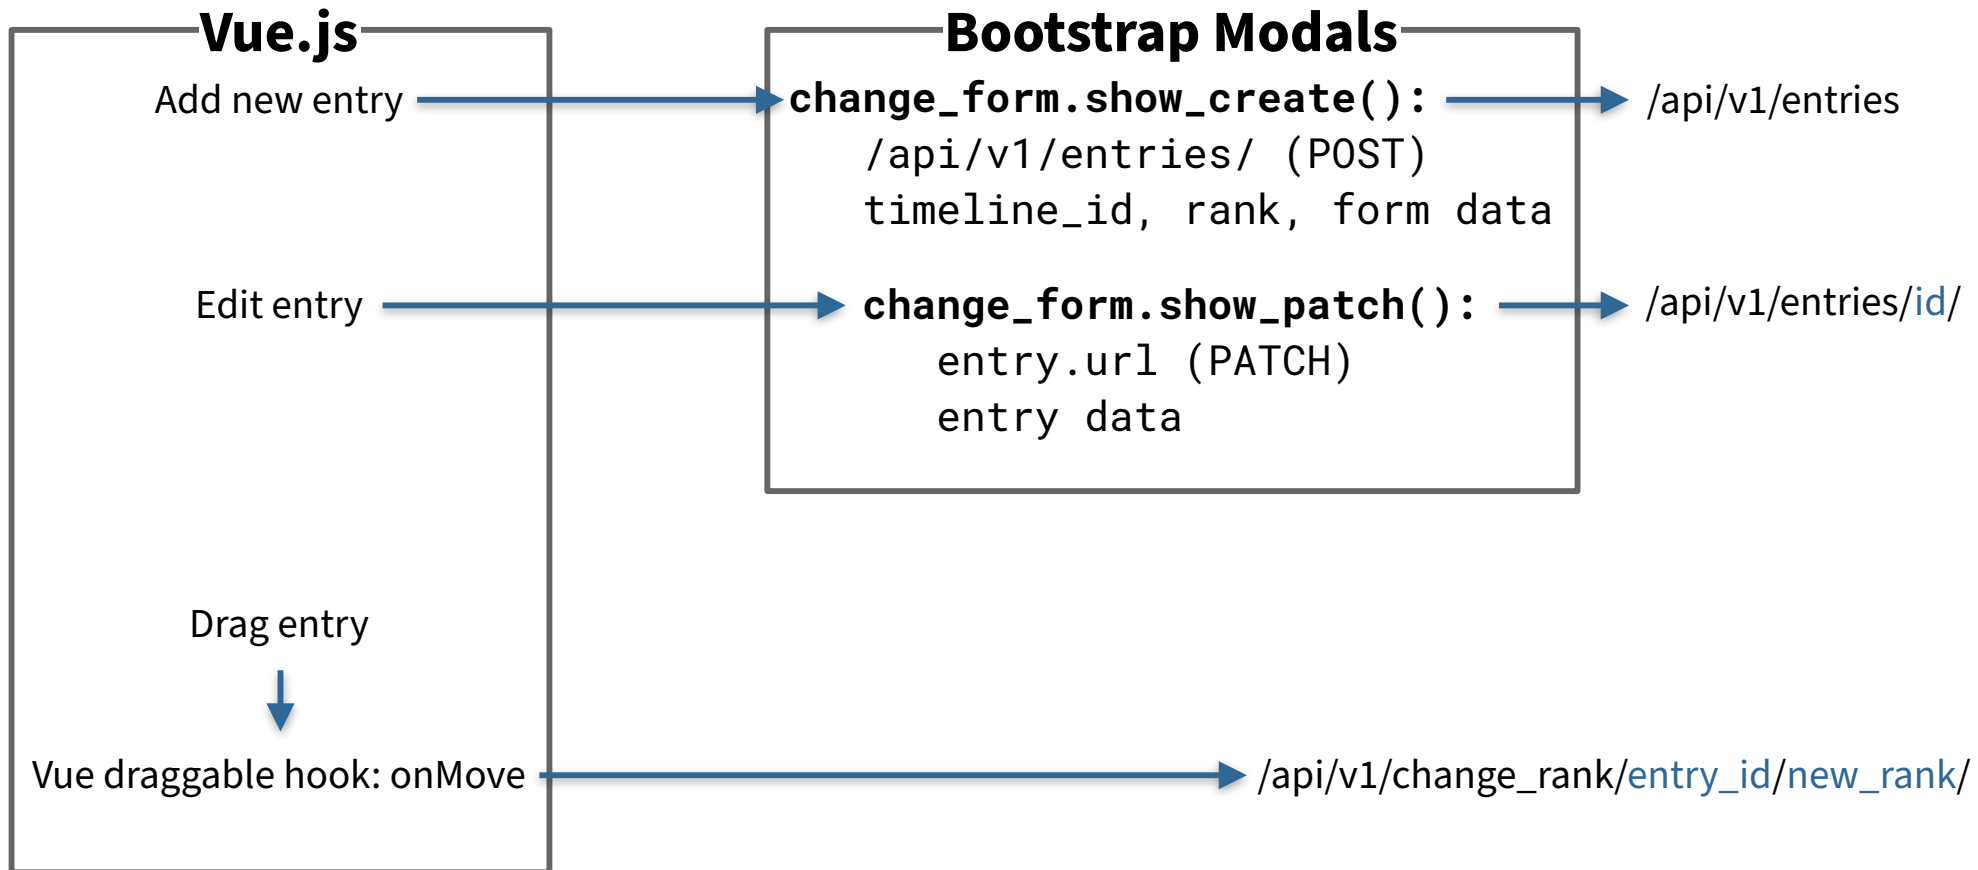 Vue.js
Bootstrap Modals
Add new entry
change_form.show_create():
/api/v1/entries
/api/v1/entries/ (POST)
timeline_id, rank, form data
Edit entry
change_form.show_patch():
/api/v1/entries/id/
entry.url (PATCH)
entry data
Drag entry
Vue draggable hook: onMove
/api/v1/change_rank/entry_id/new_rank/